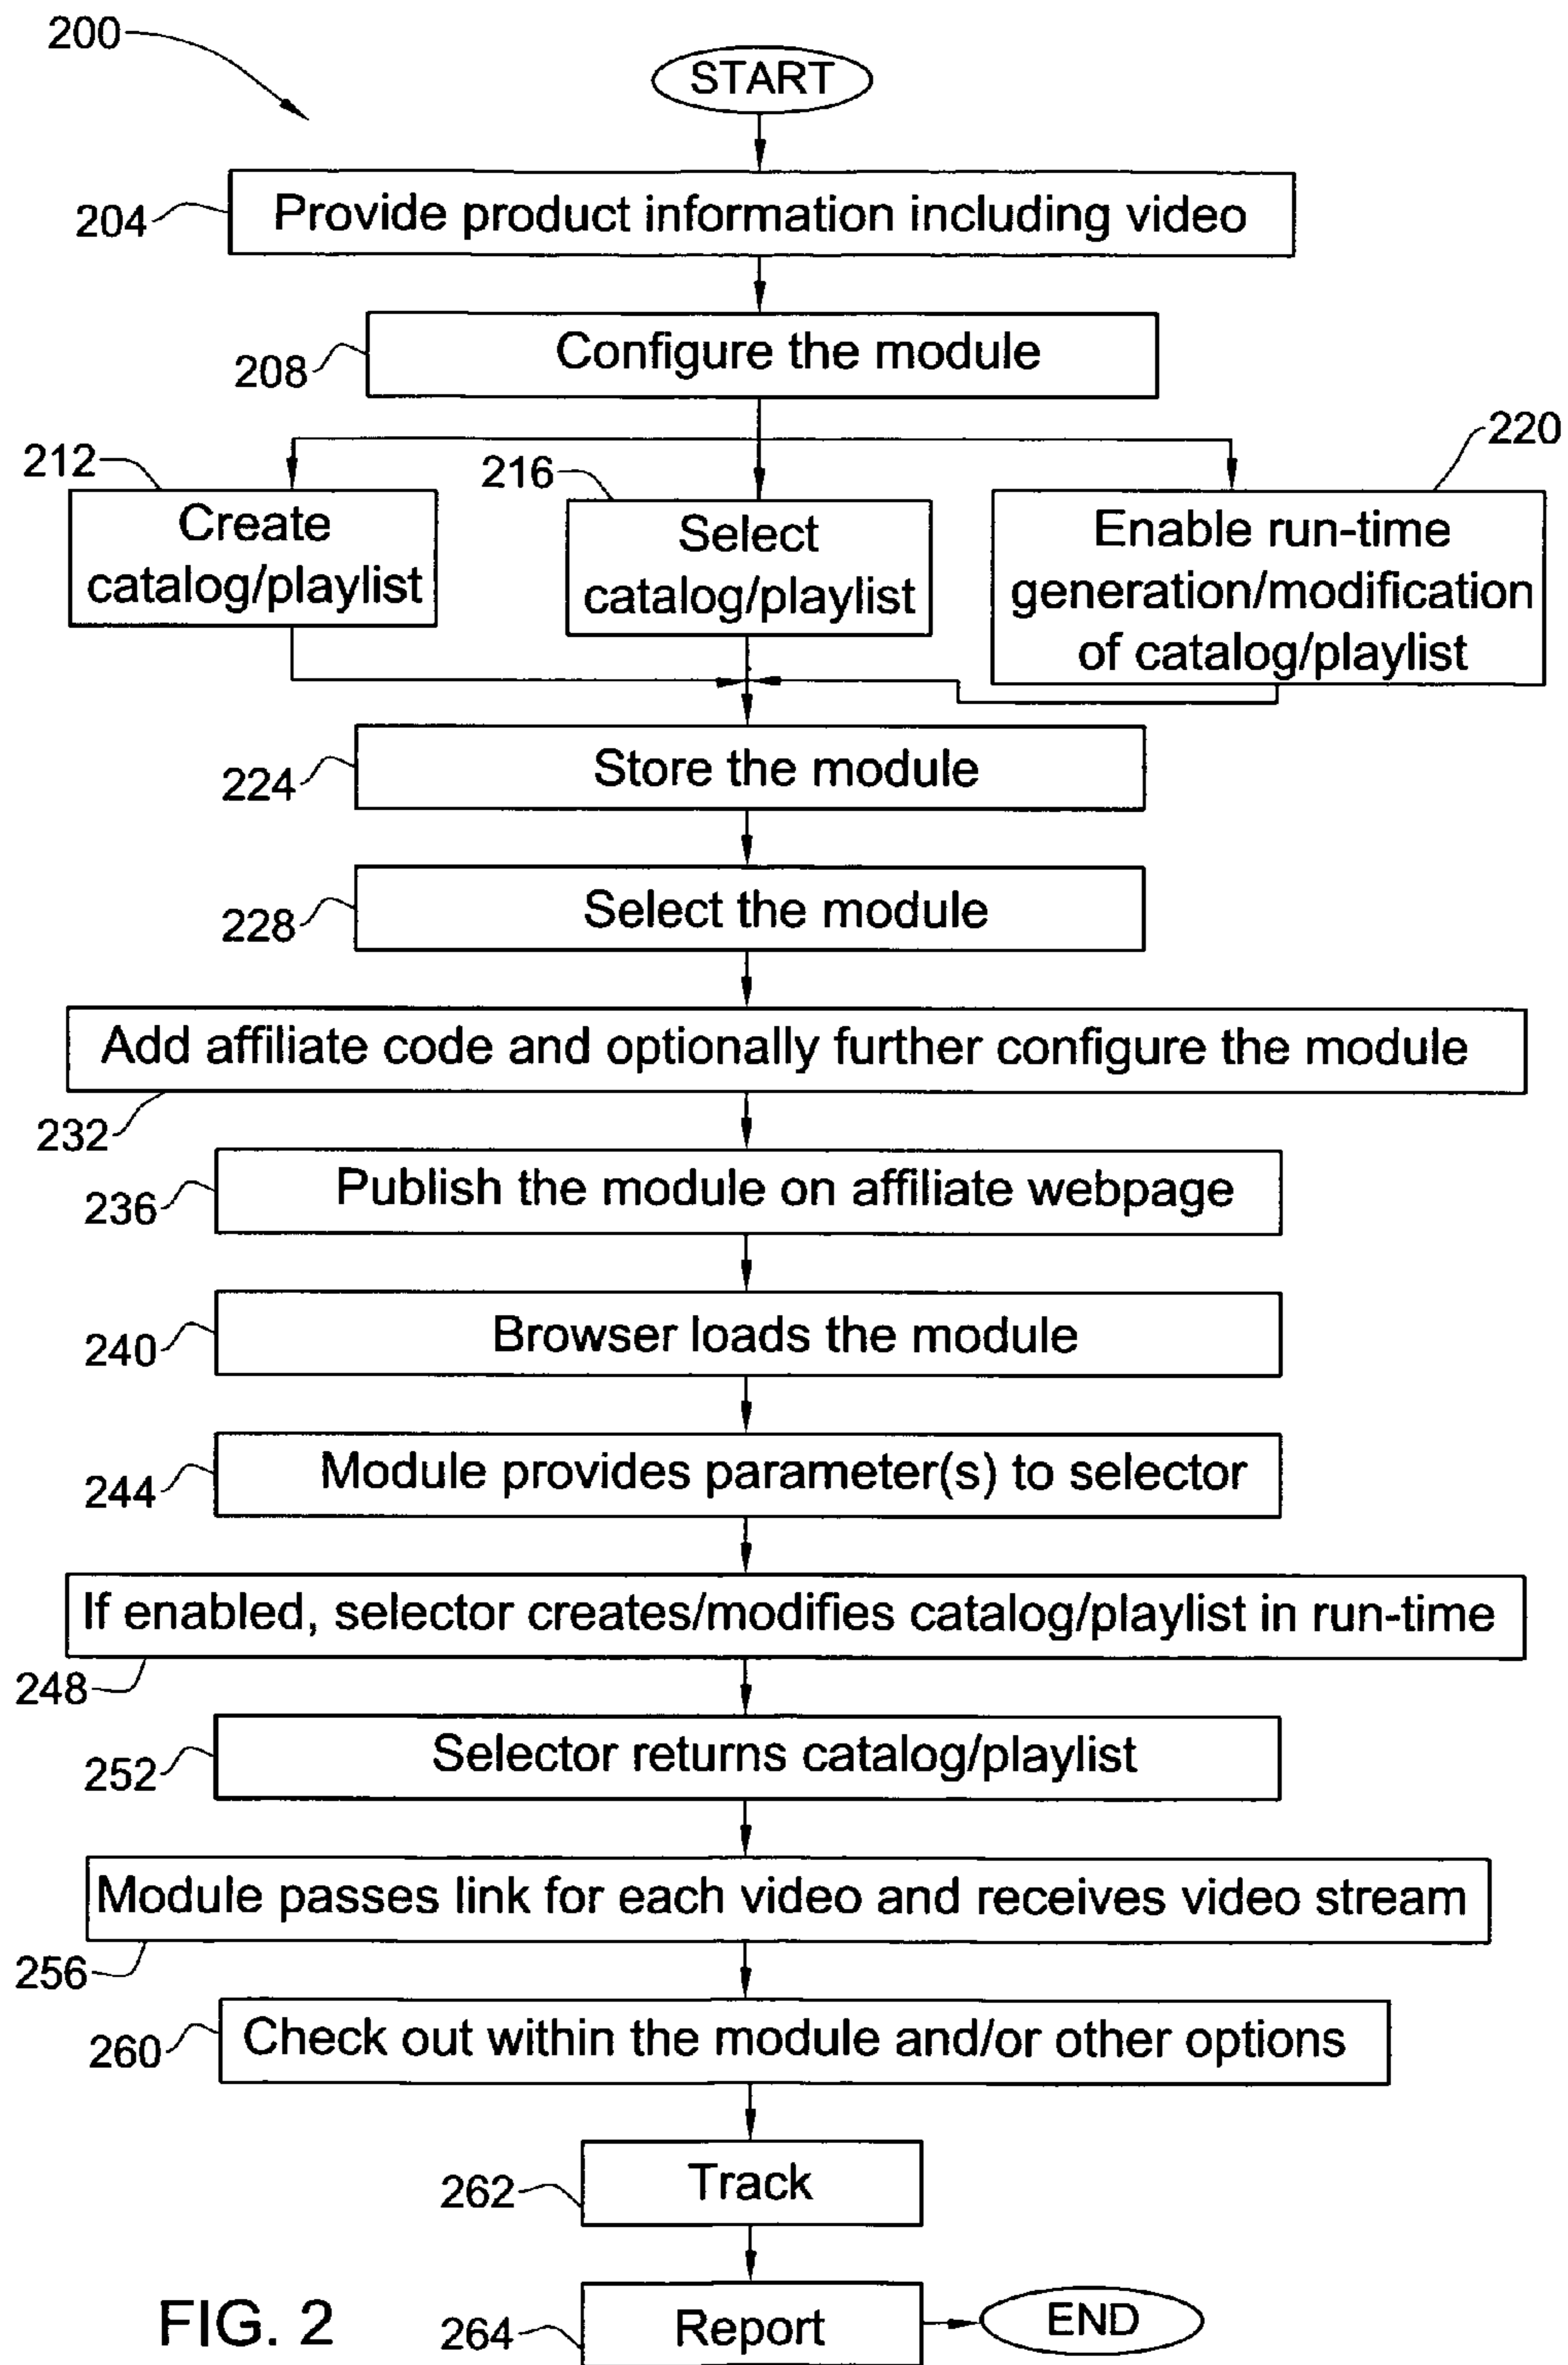 200
START
204
Provide product information including video
208
Configure the module
212
Create
catalog/playlist
216
Select
catalog/playlist
220
Enable run-time
generation/modification
of catalog/playlist
224
Store the module
228
Select the module
Add affiliate code and optionally further configure the module
232
236
Publish the module on affiliate webpage
240
Browser loads the module
244
Module provides parameter(s) to selector
If enabled, selector creates/modifies catalog/playlist in run-time
248
252
Selector returns catalog/playlist
Module passes link for each video and receives video stream
256
260
Check out within the module and/or other options
262
Track
264
Report
END
FIG. 2